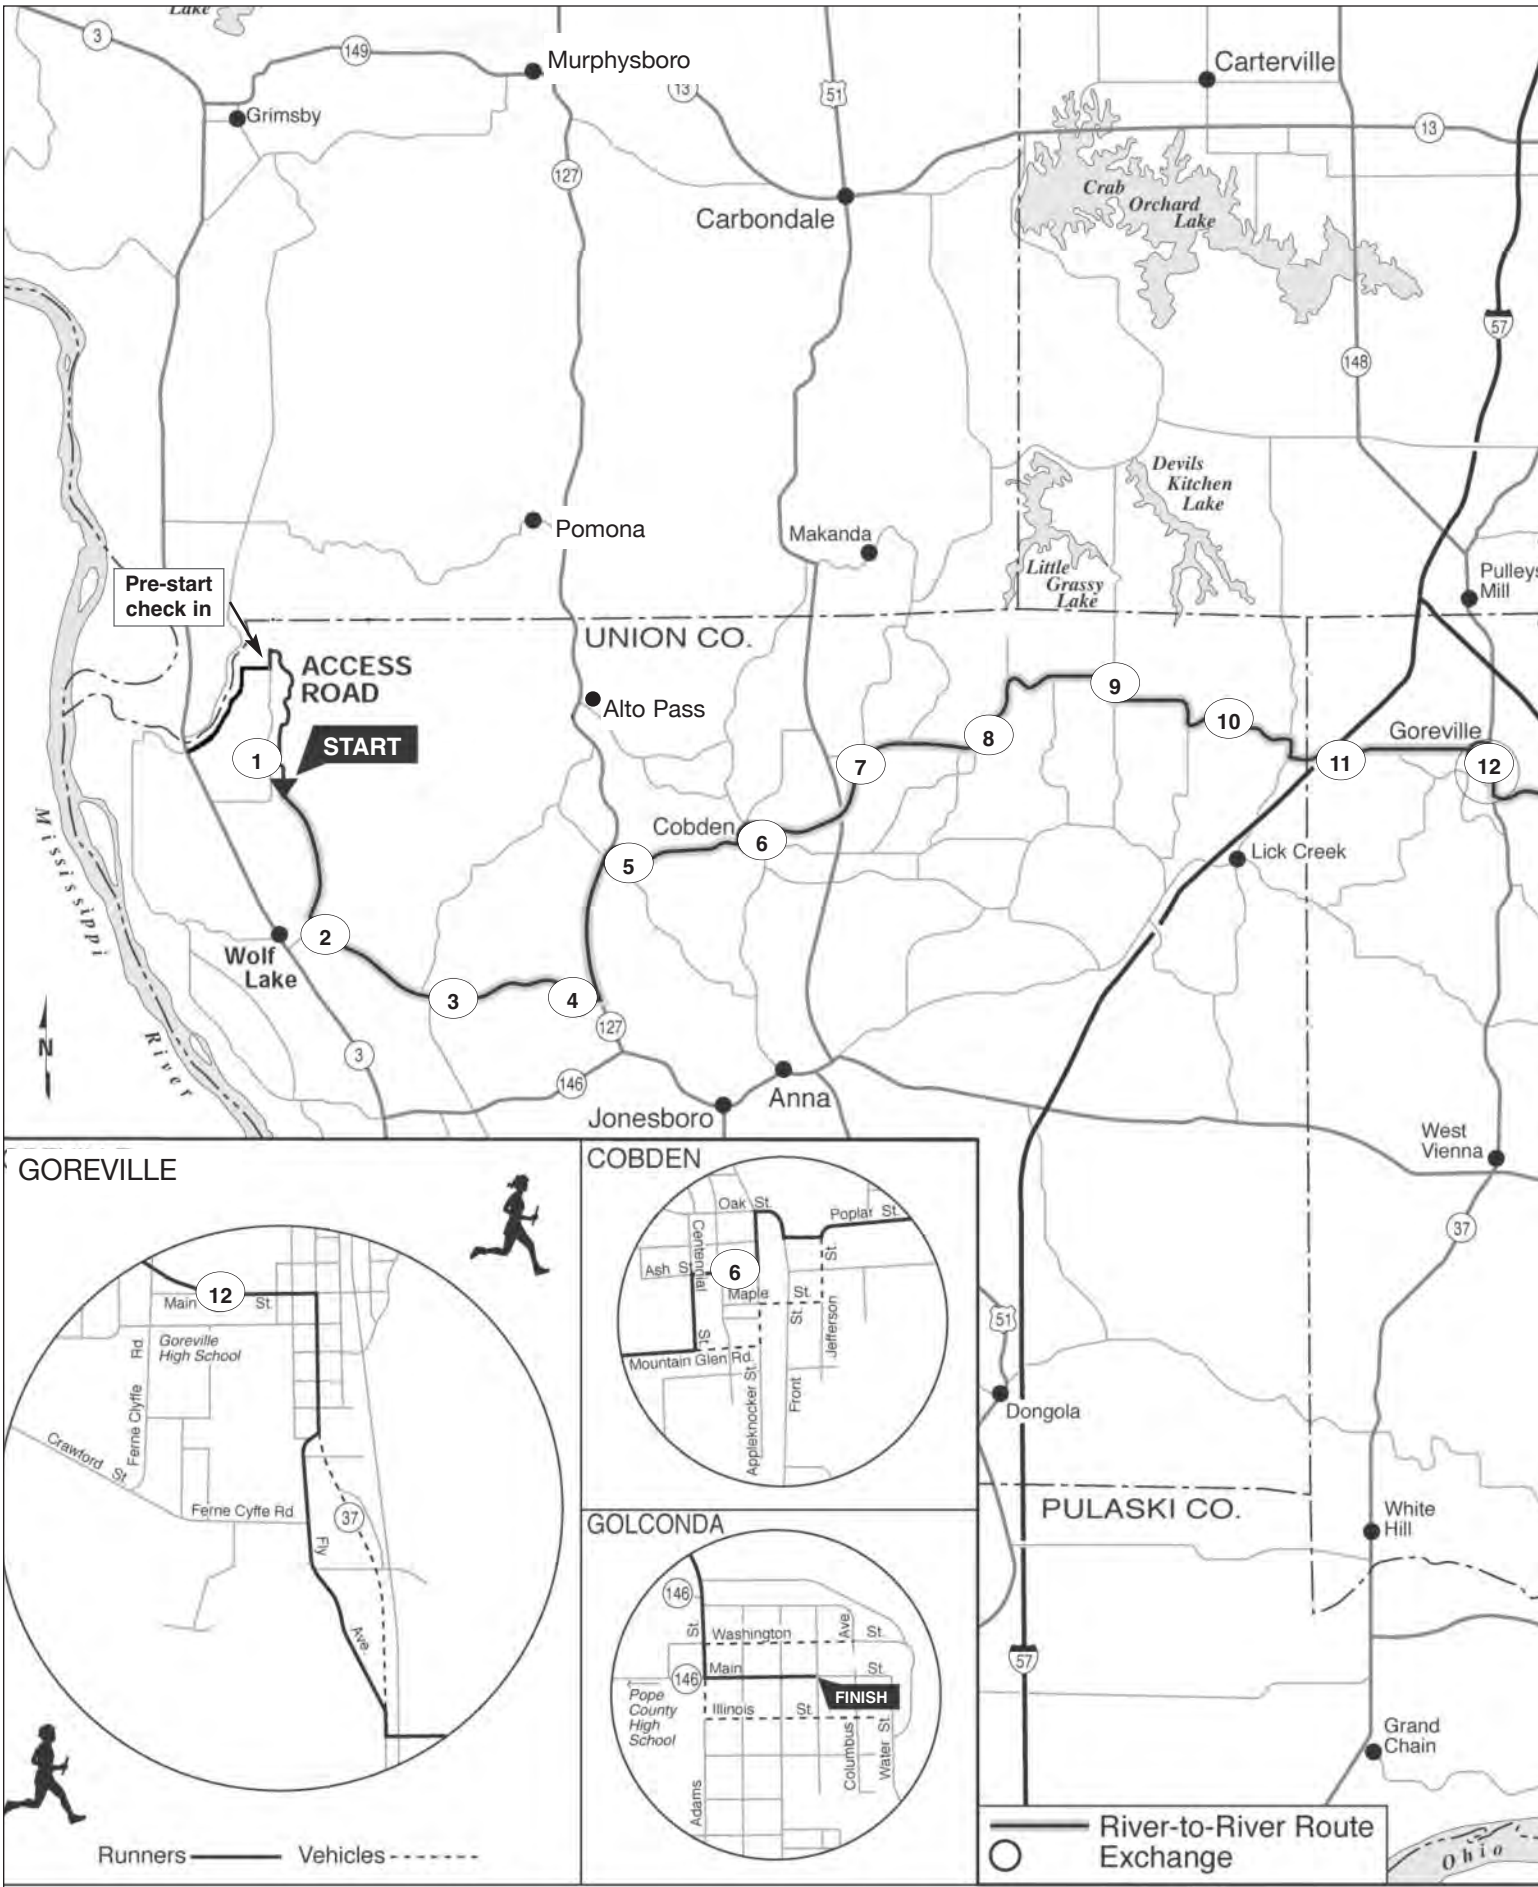 Lake
3
149
Murphysboro
Grimsby
13
51
Carterville
13
127
Carbondale
Crab
Orchard
Lake
57
148
Devils
Kitchen
Lake
Pomona
Makanda
Little
Grassy
Lake
Pulleys
Mill
Pre-start
check in
UNION CO.
ACCESS
ROAD
Alto Pass
START
1
2
3
4
5
6
7
8
9
10
11
12
Goreville
Cobden
Lick Creek
Wolf
Lake
Mississippi
River
N
3
127
146
Jonesboro
Anna
West
Vienna
37
GOREVILLE
12
Main St.
Goreville
High School
Ferne Clyffe Rd.
Crawford St.
Ferne Cyffe Rd.
37
Fly Ave.
Runners
Vehicles
COBDEN
Oak St.
Poplar St.
Centennial St.
Ash St.
6
Maple St.
Jefferson St.
Mountain Glen Rd.
Appleknocker St.
Front St.
GOLCONDA
146
Washington St.
Ave.
146
Main St.
FINISH
Pope
County
High
School
Illinois St.
Columbus
Water St.
Adams St.
51
Dongola
PULASKI CO.
White
Hill
57
Grand
Chain
River-to-River Route
Exchange
Ohio